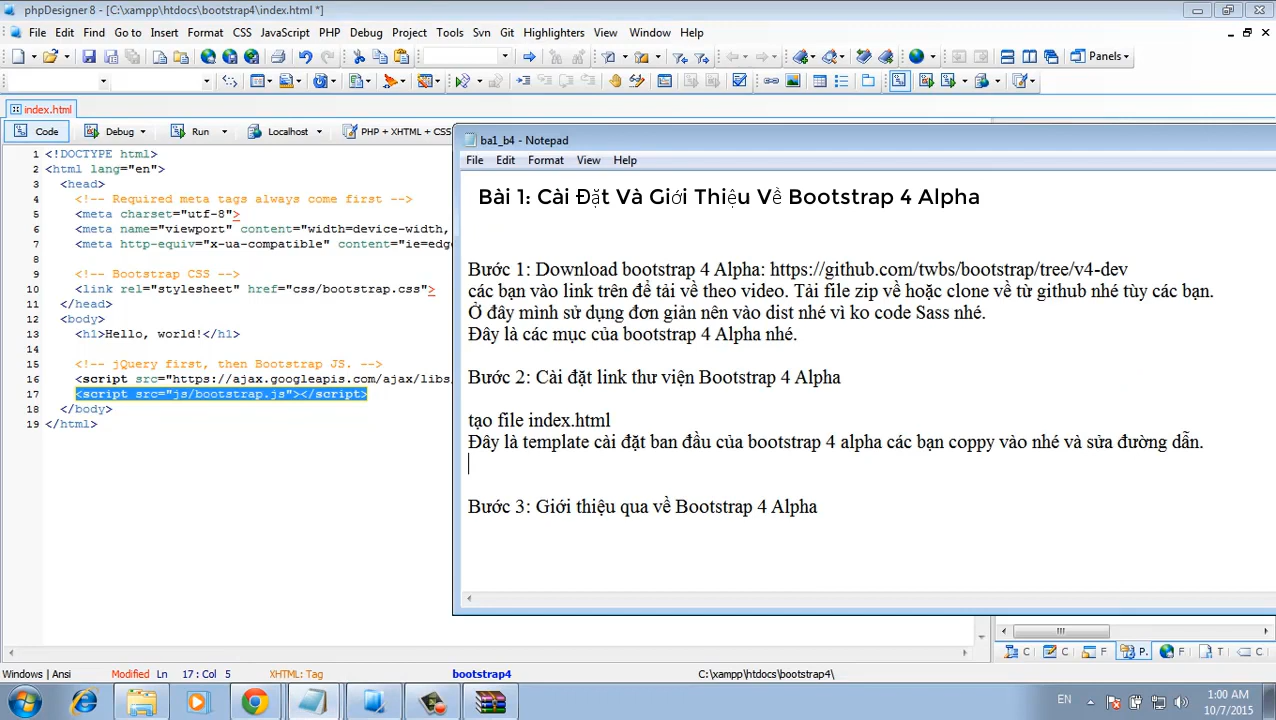 phpDesigner 8 - [C:\xampp\htdocs\bootstrap4\index.html *]
File Edit Find Go to Insert Format CSS JavaScript PHP Debug Project Tools Svn Git Highlighters View Window Help
Panels
index.html
Code Debug Run Localhost PHP + XHTML + CSS
1 <!DOCTYPE html>
2 <html lang="en">
3 <head>
4 <!-- Required meta tags always come first -->
5 <meta charset="utf-8">
6 <meta name="viewport" content="width=device-width,
7 <meta http-equiv="x-ua-compatible" content="ie=edge
8
9 <!-- Bootstrap CSS -->
10 <link rel="stylesheet" href="css/bootstrap.css">
11 </head>
12 <body>
13 <h1>Hello, world!</h1>
14
15 <!-- jQuery first, then Bootstrap JS. -->
16 <script src="https://ajax.googleapis.com/ajax/libs/
17 <script src="js/bootstrap.js"></script>
18 </body>
19 </html>
ba1_b4 - Notepad
File Edit Format View Help
Bài 1: Cài Đặt Và Giới Thiệu Về Bootstrap 4 Alpha
Bước 1: Download bootstrap 4 Alpha: https://github.com/twbs/bootstrap/tree/v4-dev
các bạn vào link trên để tải về theo video. Tải file zip về hoặc clone về từ github nhé tùy các bạn.
Ở đây mình sử dụng đơn giản nên vào dist nhé vì ko code Sass nhé.
Đây là các mục của bootstrap 4 Alpha nhé.
Bước 2: Cài đặt link thư viện Bootstrap 4 Alpha
tạo file index.html
Đây là template cài đặt ban đầu của bootstrap 4 alpha các bạn coppy vào nhé và sửa đường dẫn.
Bước 3: Giới thiệu qua về Bootstrap 4 Alpha
C C F P. F T C
Windows | Ansi Modified Ln 17 : Col 5 XHTML: Tag bootstrap4 C:\xampp\htdocs\bootstrap4\
EN 1:00 AM
10/7/2015